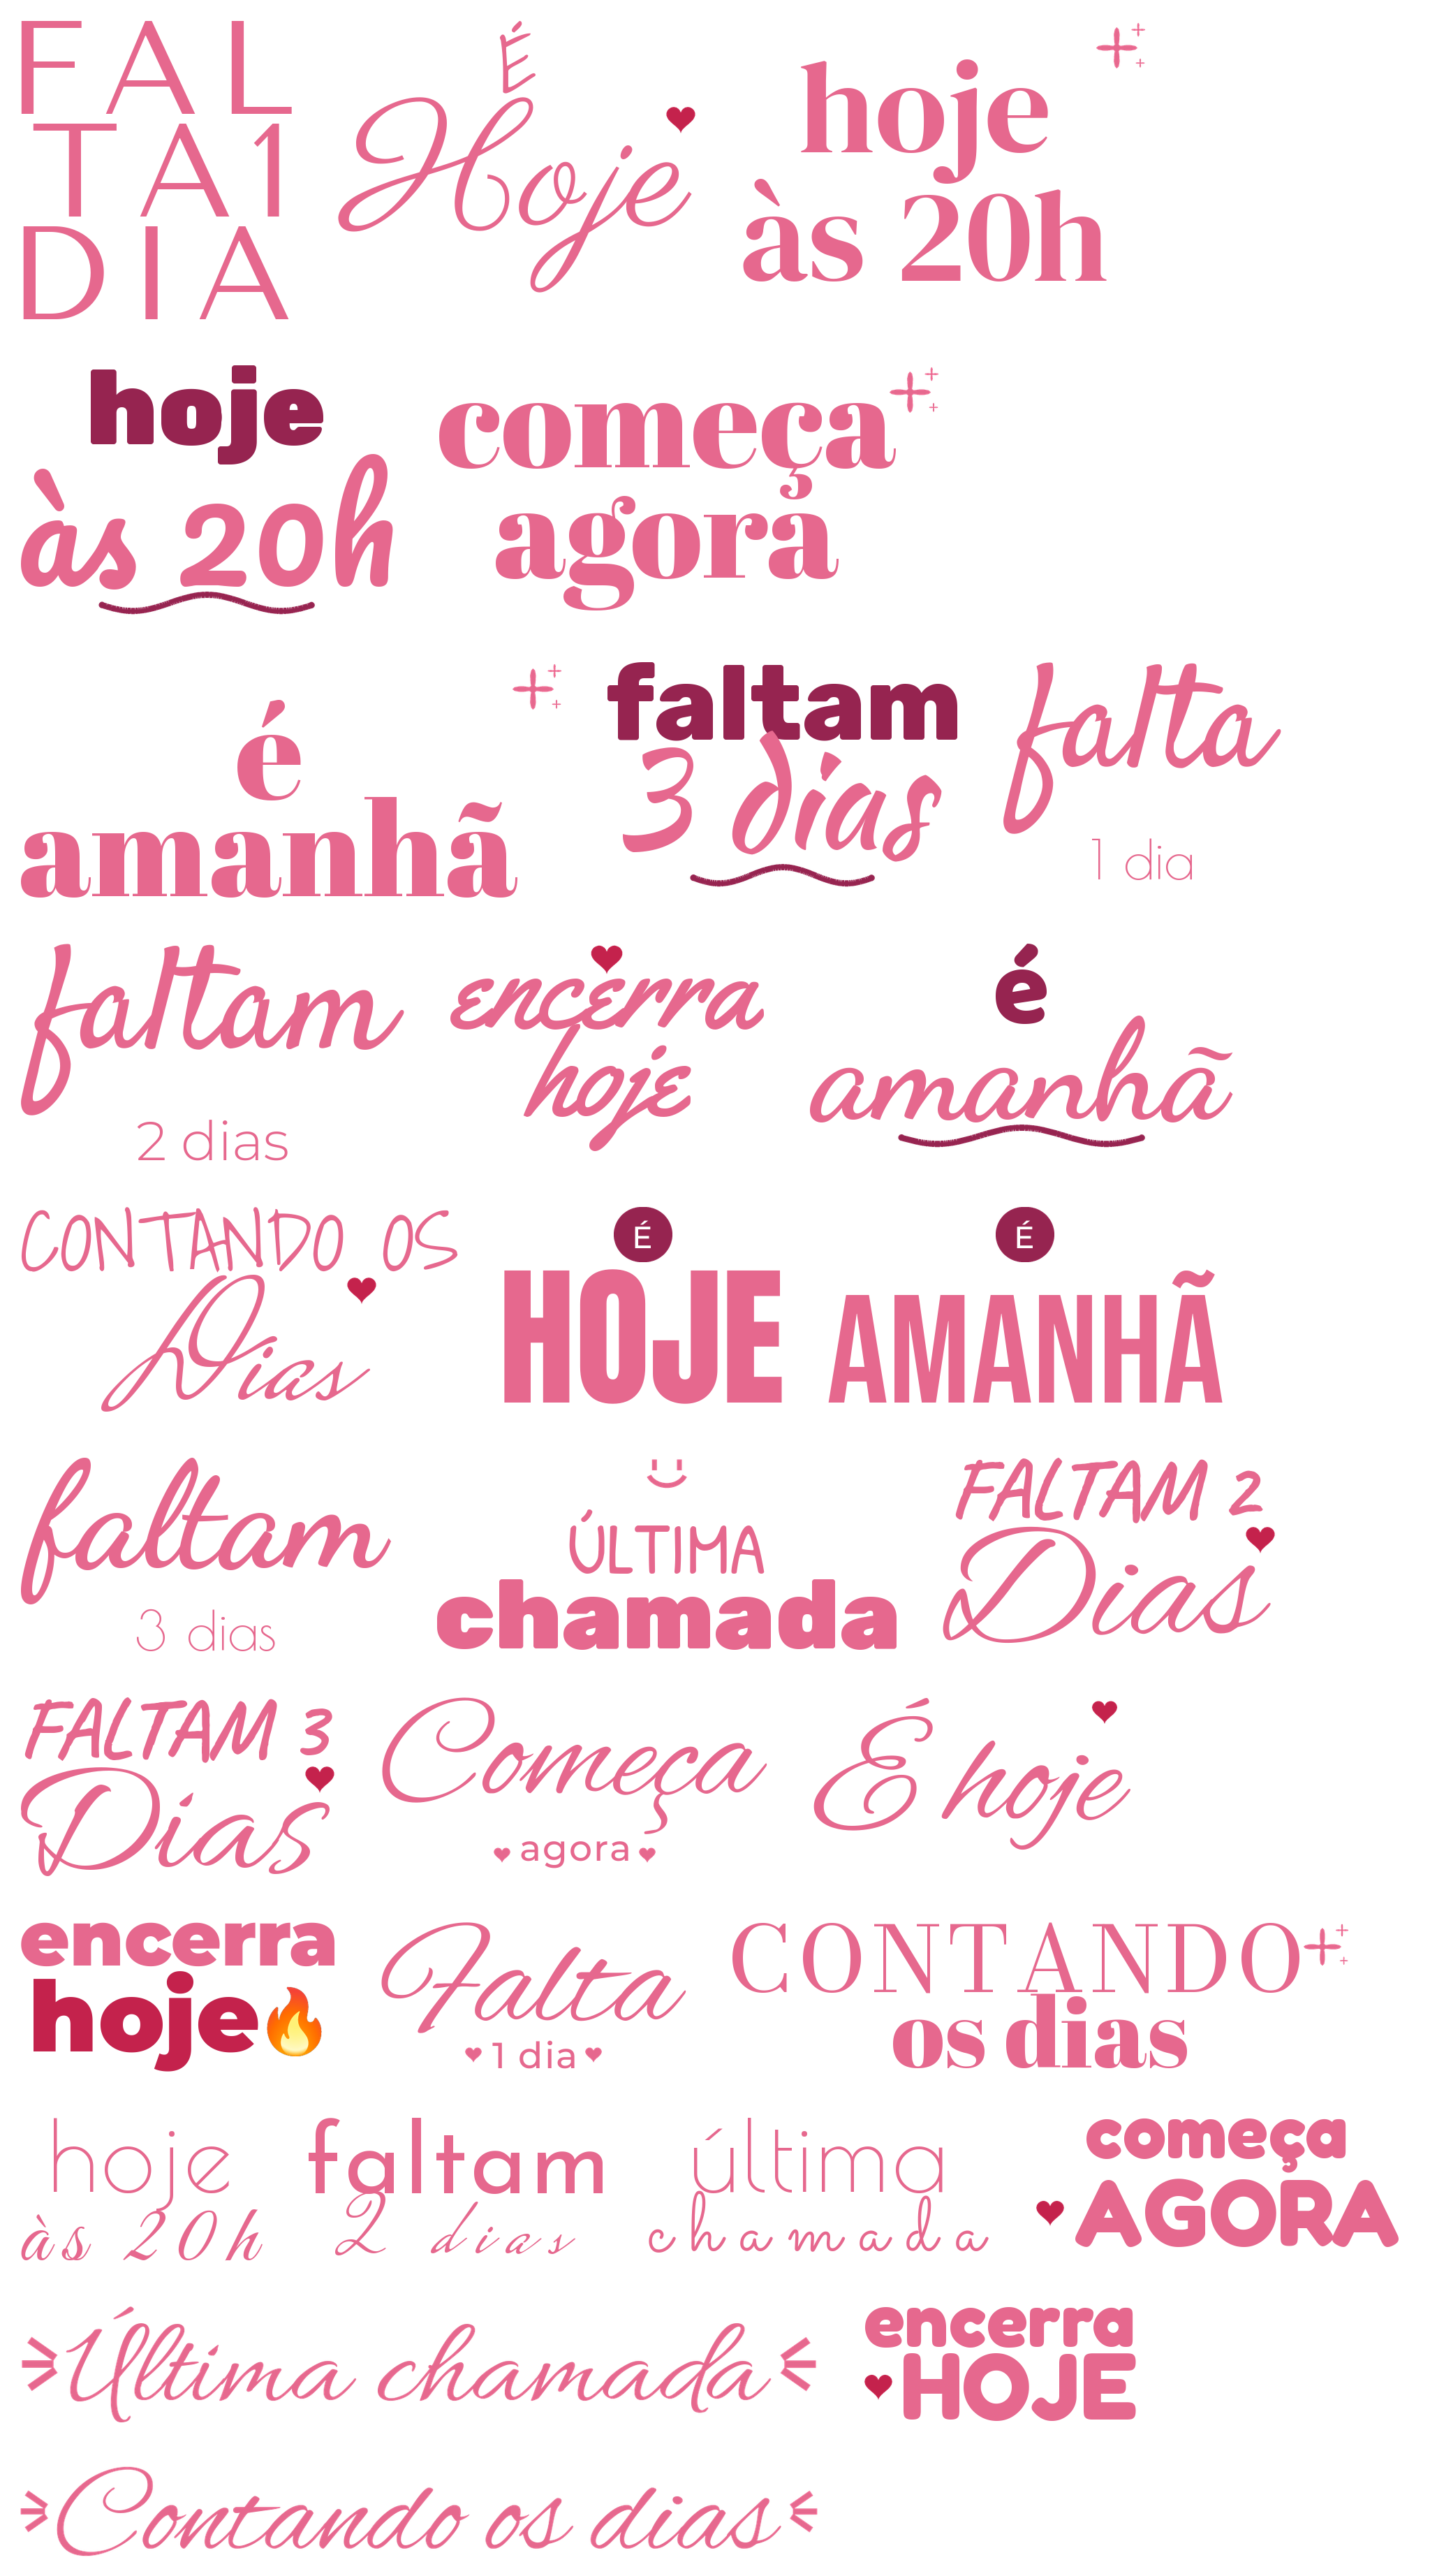 FAL
TA1
DIA
É
Hoje
hoje
às 20h
hoje
às 20h
começa
agora
é
amanhã
faltam
3 dias
falta
1 dia
faltam
2 dias
encerra
hoje
é
amanhã
CONTANDO OS
Dias
É
HOJE
É
AMANHÃ
faltam
3 dias
ÚLTIMA
chamada
FALTAM 2
Dias
FALTAM 3
Dias
Começa
agora
É hoje
encerra
hoje🔥
Falta
1 dia
CONTANDO
os dias
hoje
às 20h
faltam
2 dias
última
chamada
começa
AGORA
Última chamada
encerra
HOJE
Contando os dias